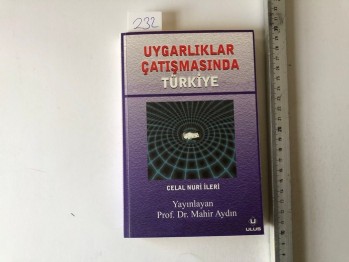 232
UYGARLIKLAR
ÇATIŞMASINDA
TÜRKİYE
CELAL NURİ İLERİ
Yayınlayan
Prof. Dr. Mahir Aydın
ULUS